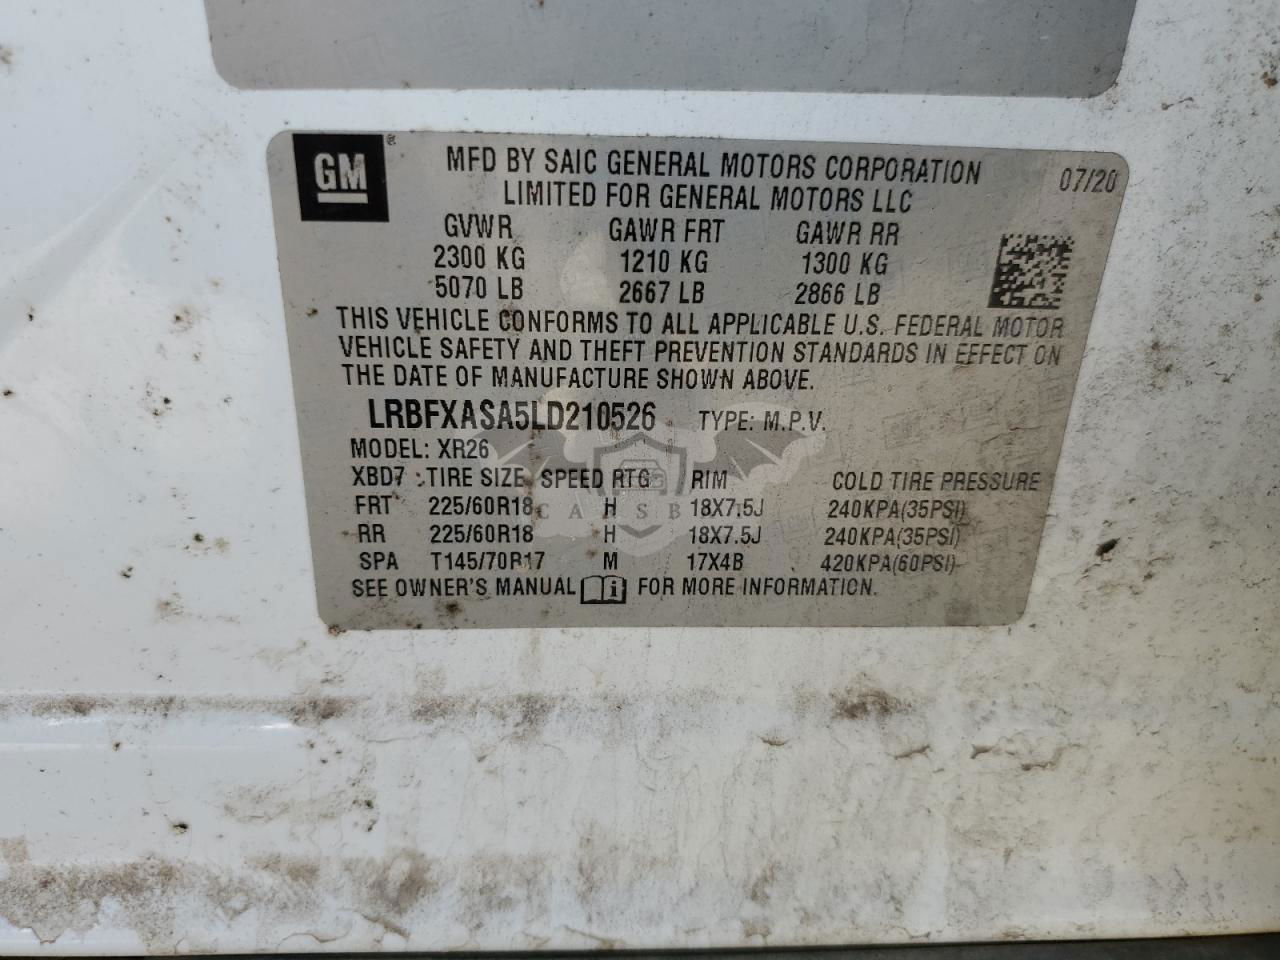 GM®
MFD BY SAIC GENERAL MOTORS CORPORATION 07/20
LIMITED FOR GENERAL MOTORS LLC
GVWR GAWR FRT GAWR RR
2300 KG 1210 KG 1300 KG
5070 LB 2667 LB 2866 LB
THIS VEHICLE CONFORMS TO ALL APPLICABLE U.S. FEDERAL MOTOR
VEHICLE SAFETY AND THEFT PREVENTION STANDARDS IN EFFECT ON
THE DATE OF MANUFACTURE SHOWN ABOVE.
LRBFXASA5LD210526 TYPE: M.P.V.
MODEL: XR26
XBD7 TIRE SIZE SPEED RTG RIM COLD TIRE PRESSURE
FRT 225/60R18 H 18X7.5J 240KPA(35PSI)
RR 225/60R18 H 18X7.5J 240KPA(35PSI)
SPA T145/70R17 M 17X4B 420KPA(60PSI)
SEE OWNER'S MANUAL i FOR MORE INFORMATION.